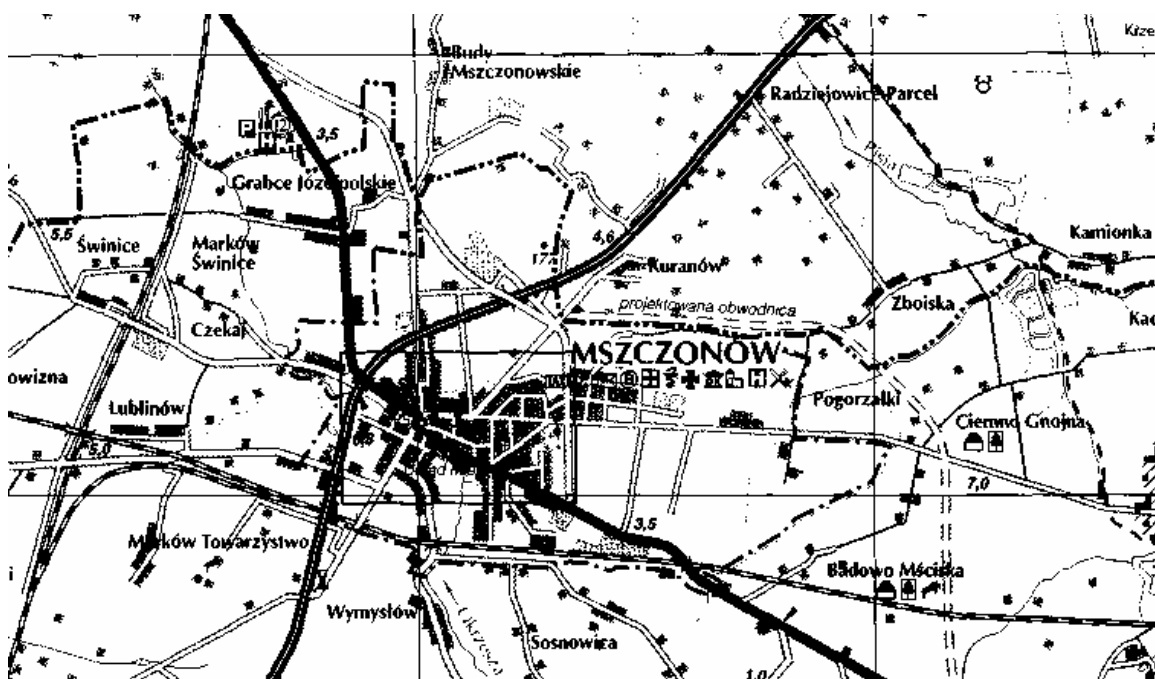 Krze
Budy
Mszczonowskie
Radziejowice-Parcel
P
3,5
Grabce Józefpolskie
5,5
Świnice
Marków
Świnice
4,6
Kamionka
Kuranów
projektowana obwodnica
Zboiska
Czekaj
MSZCZONÓW
owizna
Lublinów
Pogorzałki
Ciemno Gnojna
5,0
7,0
3,5
Marków Towarzystwo
Badowo Mściska
Wymysłów
Sosnowica
1,0